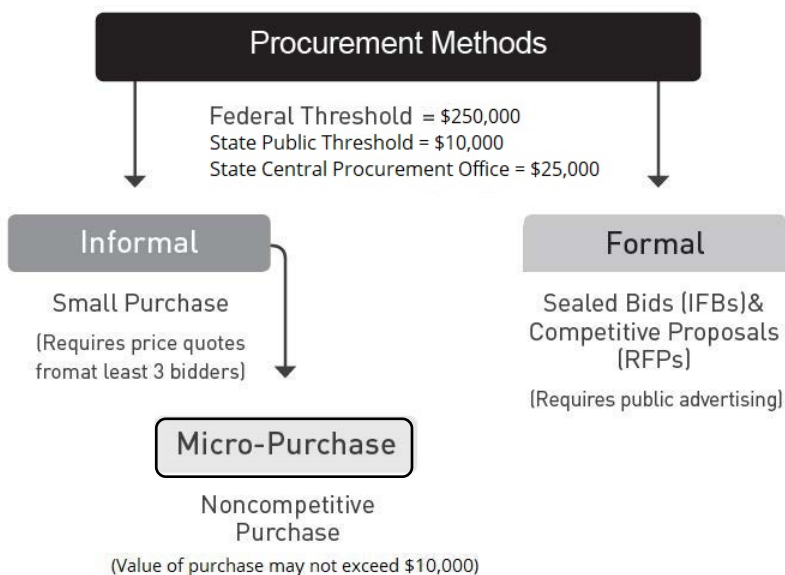 Procurement Methods
Federal Threshold = $250,000
State Public Threshold = $10,000
State Central Procurement Office = $25,000
Informal
Small Purchase
(Requires price quotes
fromat least 3 bidders)
Micro-Purchase
Noncompetitive
Purchase
(Value of purchase may not exceed $10,000)
Formal
Sealed Bids (IFBs)&
Competitive Proposals
(RFPs)
(Requires public advertising)